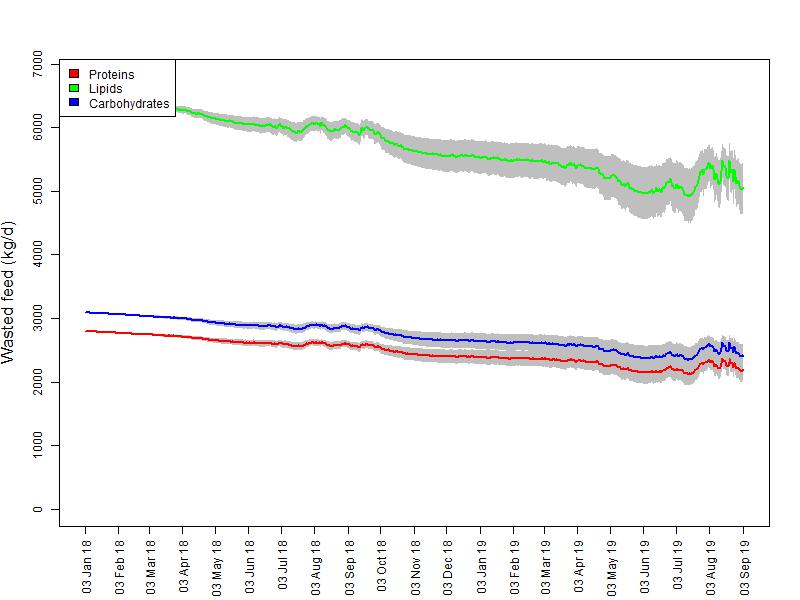 Proteins
Lipids
Carbohydrates
Wasted feed (kg/d)
7000
6000
5000
4000
3000
2000
1000
0
03 Jan 18
03 Feb 18
03 Mar 18
03 Apr 18
03 May 18
03 Jun 18
03 Jul 18
03 Aug 18
03 Sep 18
03 Oct 18
03 Nov 18
03 Dec 18
03 Jan 19
03 Feb 19
03 Mar 19
03 Apr 19
03 May 19
03 Jun 19
03 Jul 19
03 Aug 19
03 Sep 19